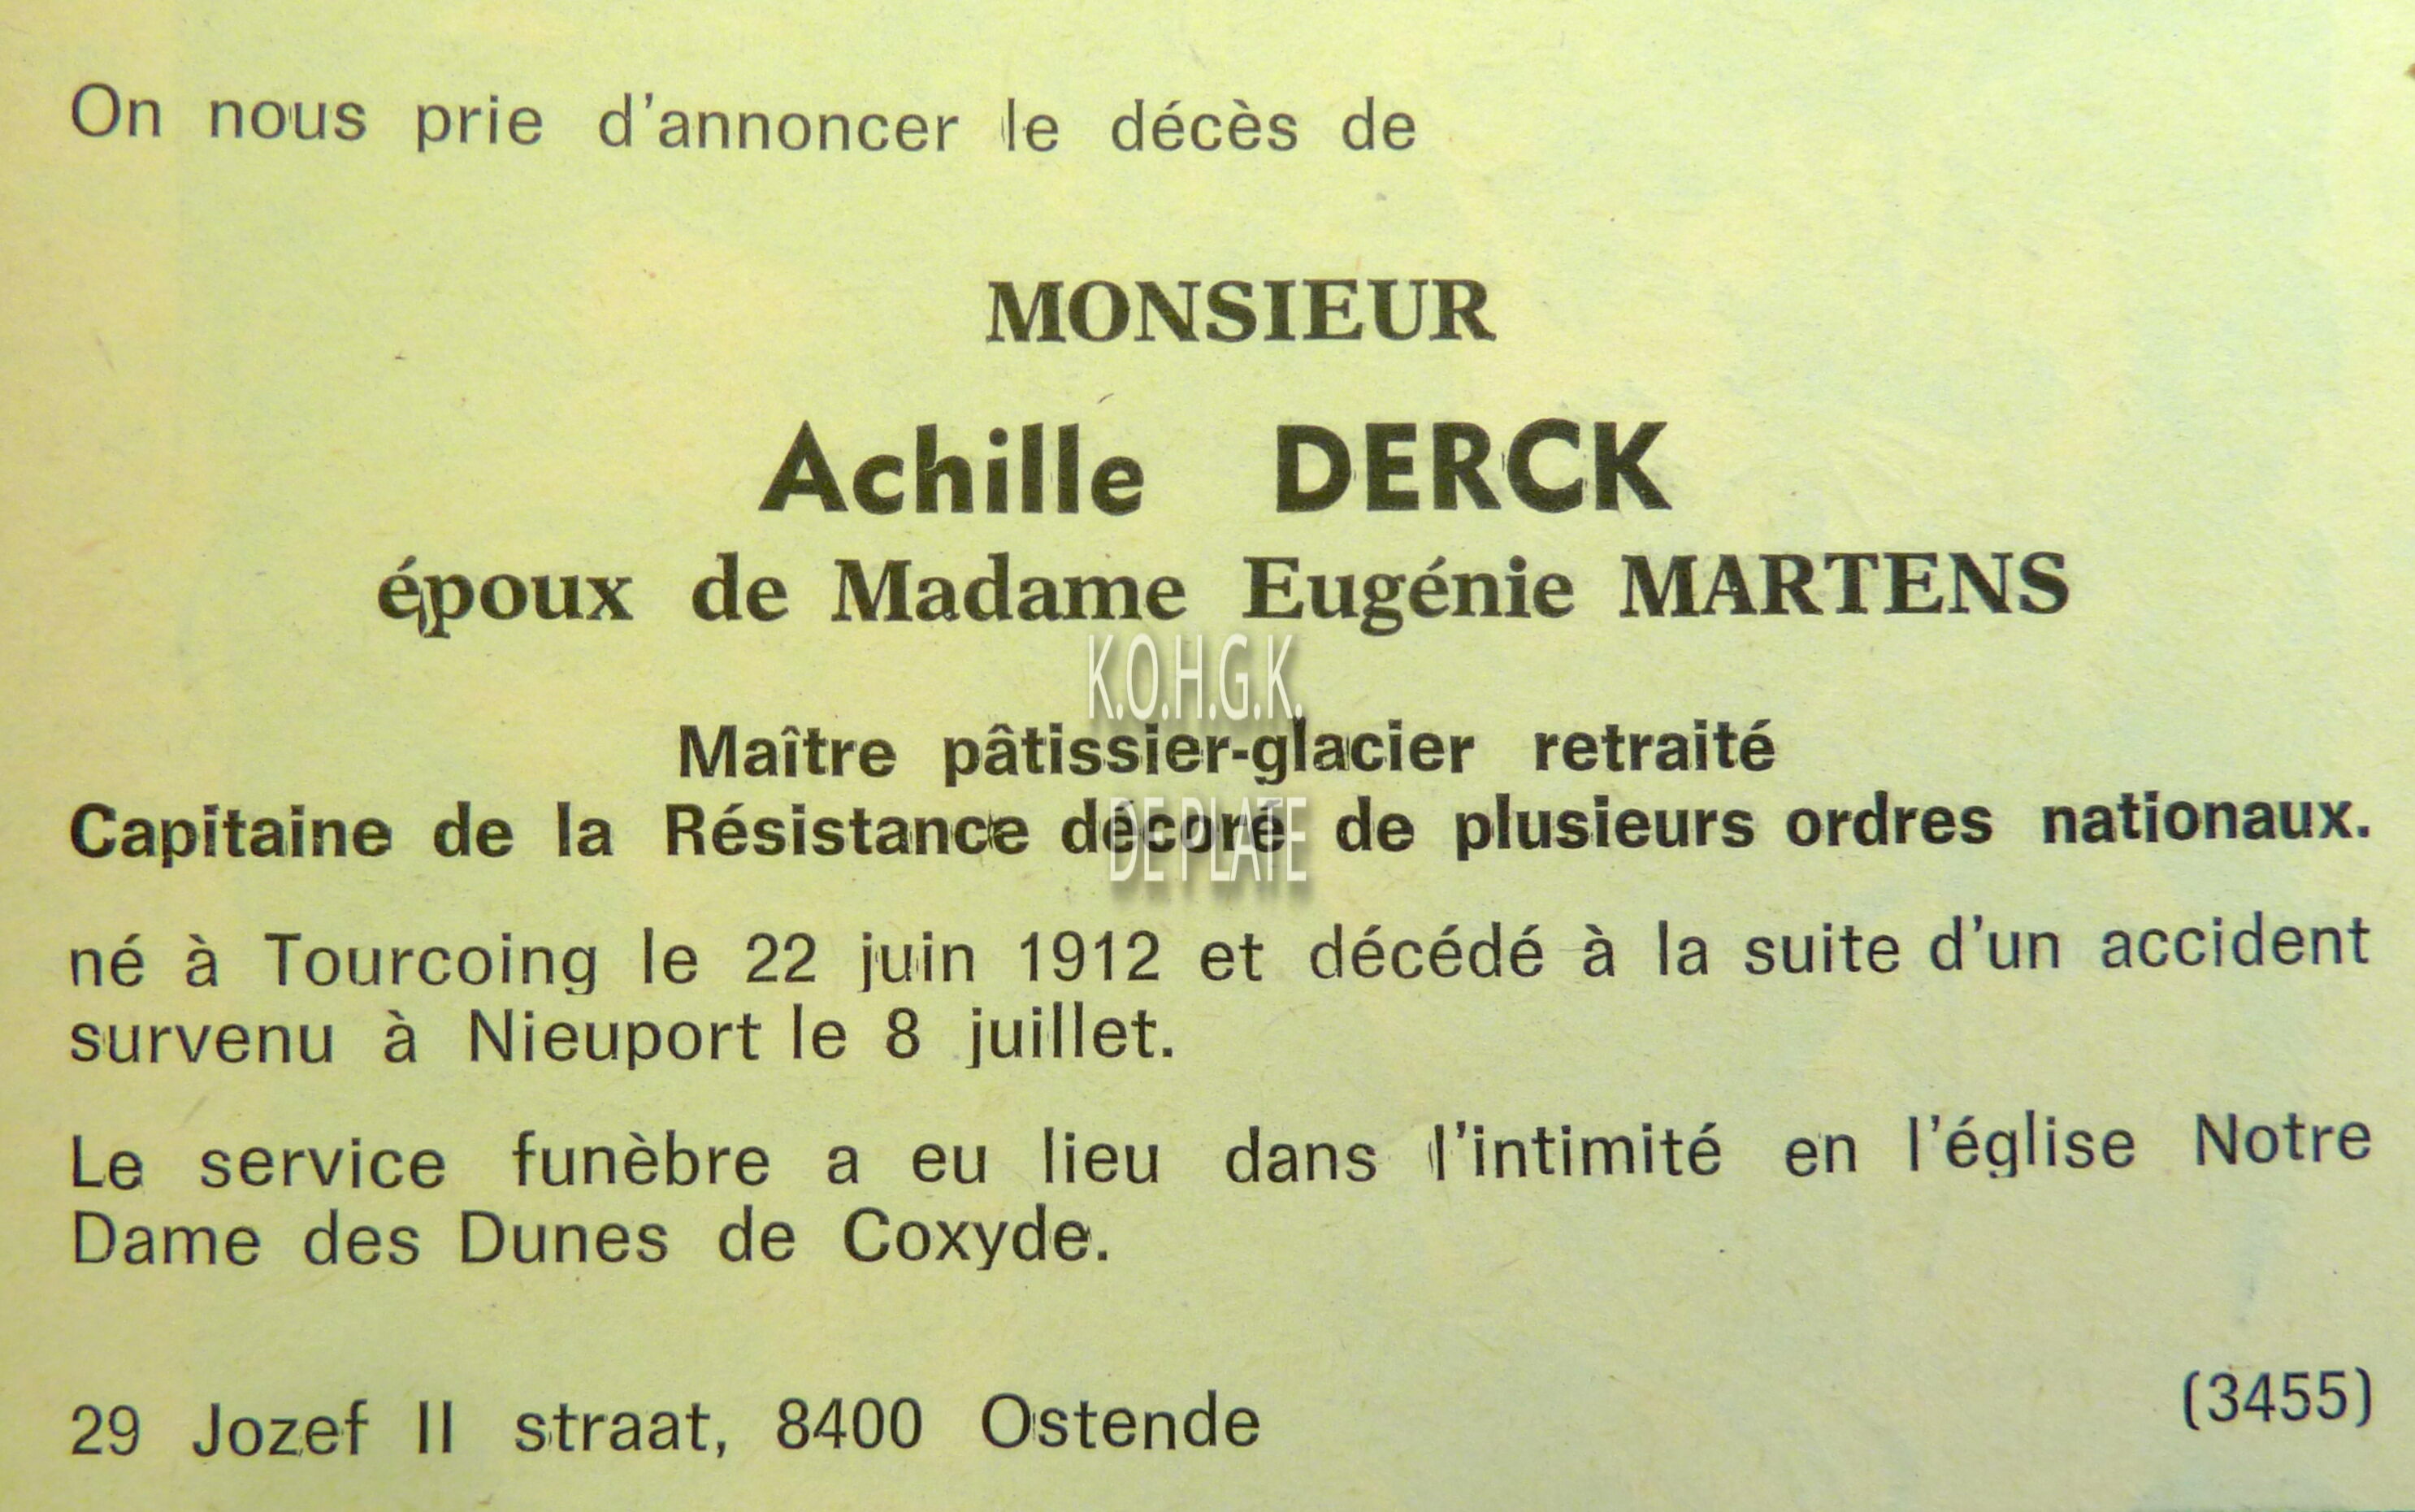 On nous prie d'annoncer le décès de
MONSIEUR
Achille DERCK
époux de Madame Eugénie MARTENS
K.O.H.G.K.
Maître pâtissier-glacier retraité
DE PLATE
Capitaine de la Résistance décoré de plusieurs ordres nationaux.
né à Tourcoing le 22 juin 1912 et décédé à la suite d'un accident
survenu à Nieuport le 8 juillet.
Le service funèbre a eu lieu dans l'intimité en l'église Notre
Dame des Dunes de Coxyde.
29 Jozef II straat, 8400 Ostende
(3455)